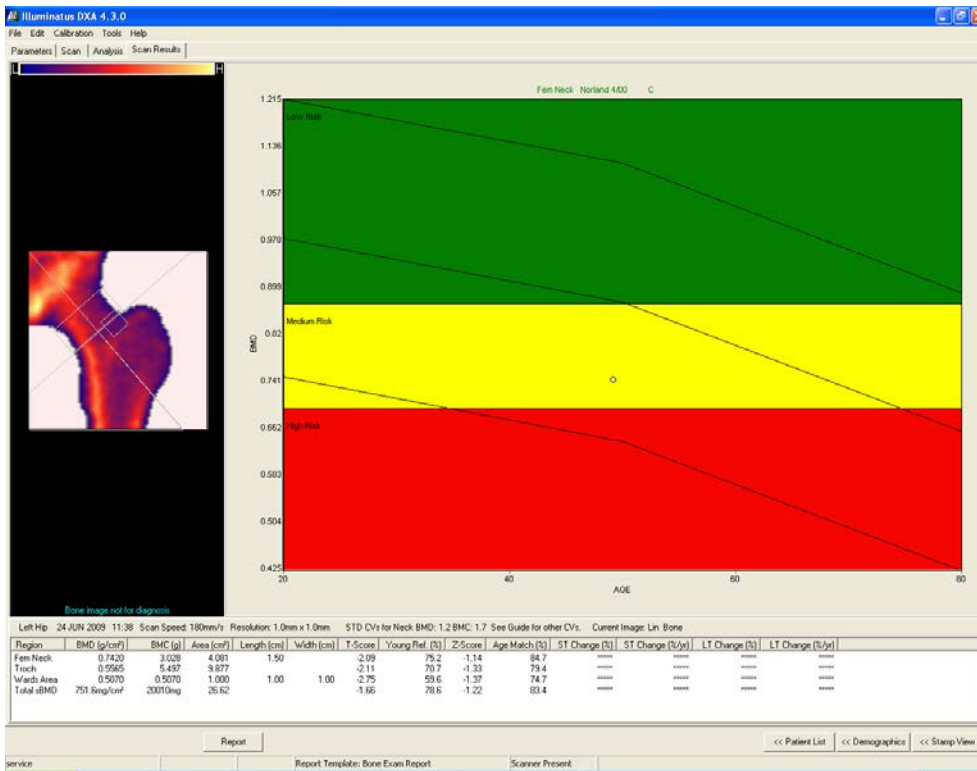 Illuminatus DXA 4.3.0
File Edit Calibration Tools Help
Parameters Scan Analysis Scan Results
L H
Fem Neck Norland 4/00 C
1.215
Low Risk
1.136
1.057
0.978
0.899
Medium Risk
0.82
BMD
0.741
0.662
High Risk
0.583
0.504
0.425
20 40 60 80
AGE
Bone image not for diagnosis
Left Hip 24 JUN 2009 11:38 Scan Speed: 180mm/s Resolution: 1.0mm x 1.0mm STD CVs for Neck BMD: 1.2 BMC: 1.7 See Guide for other CVs. Current Image: Lin Bone
Region BMD (g/cm²) BMC (g) Area (cm²) Length (cm) Width (cm) T-Score Young Ref. (%) Z-Score Age Match (%) ST Change (%) ST Change (%/yr) LT Change (%) LT Change (%/yr)
Fem Neck 0.7420 3.028 4.081 1.50 -2.09 75.2 -1.14 84.7 ***** ***** ***** *****
Troch 0.5565 5.497 9.877 -2.11 70.7 -1.33 79.4 ***** ***** ***** *****
Wards Area 0.5070 0.5070 1.000 1.00 1.00 -2.75 59.6 -1.37 74.7 ***** ***** ***** *****
Total sBMD 751.6mg/cm² 20010mg 26.62 -1.66 78.6 -1.22 83.4 ***** ***** ***** *****
Report << Patient List << Demographics << Stamp View
service Report Template: Bone Exam Report Scanner Present